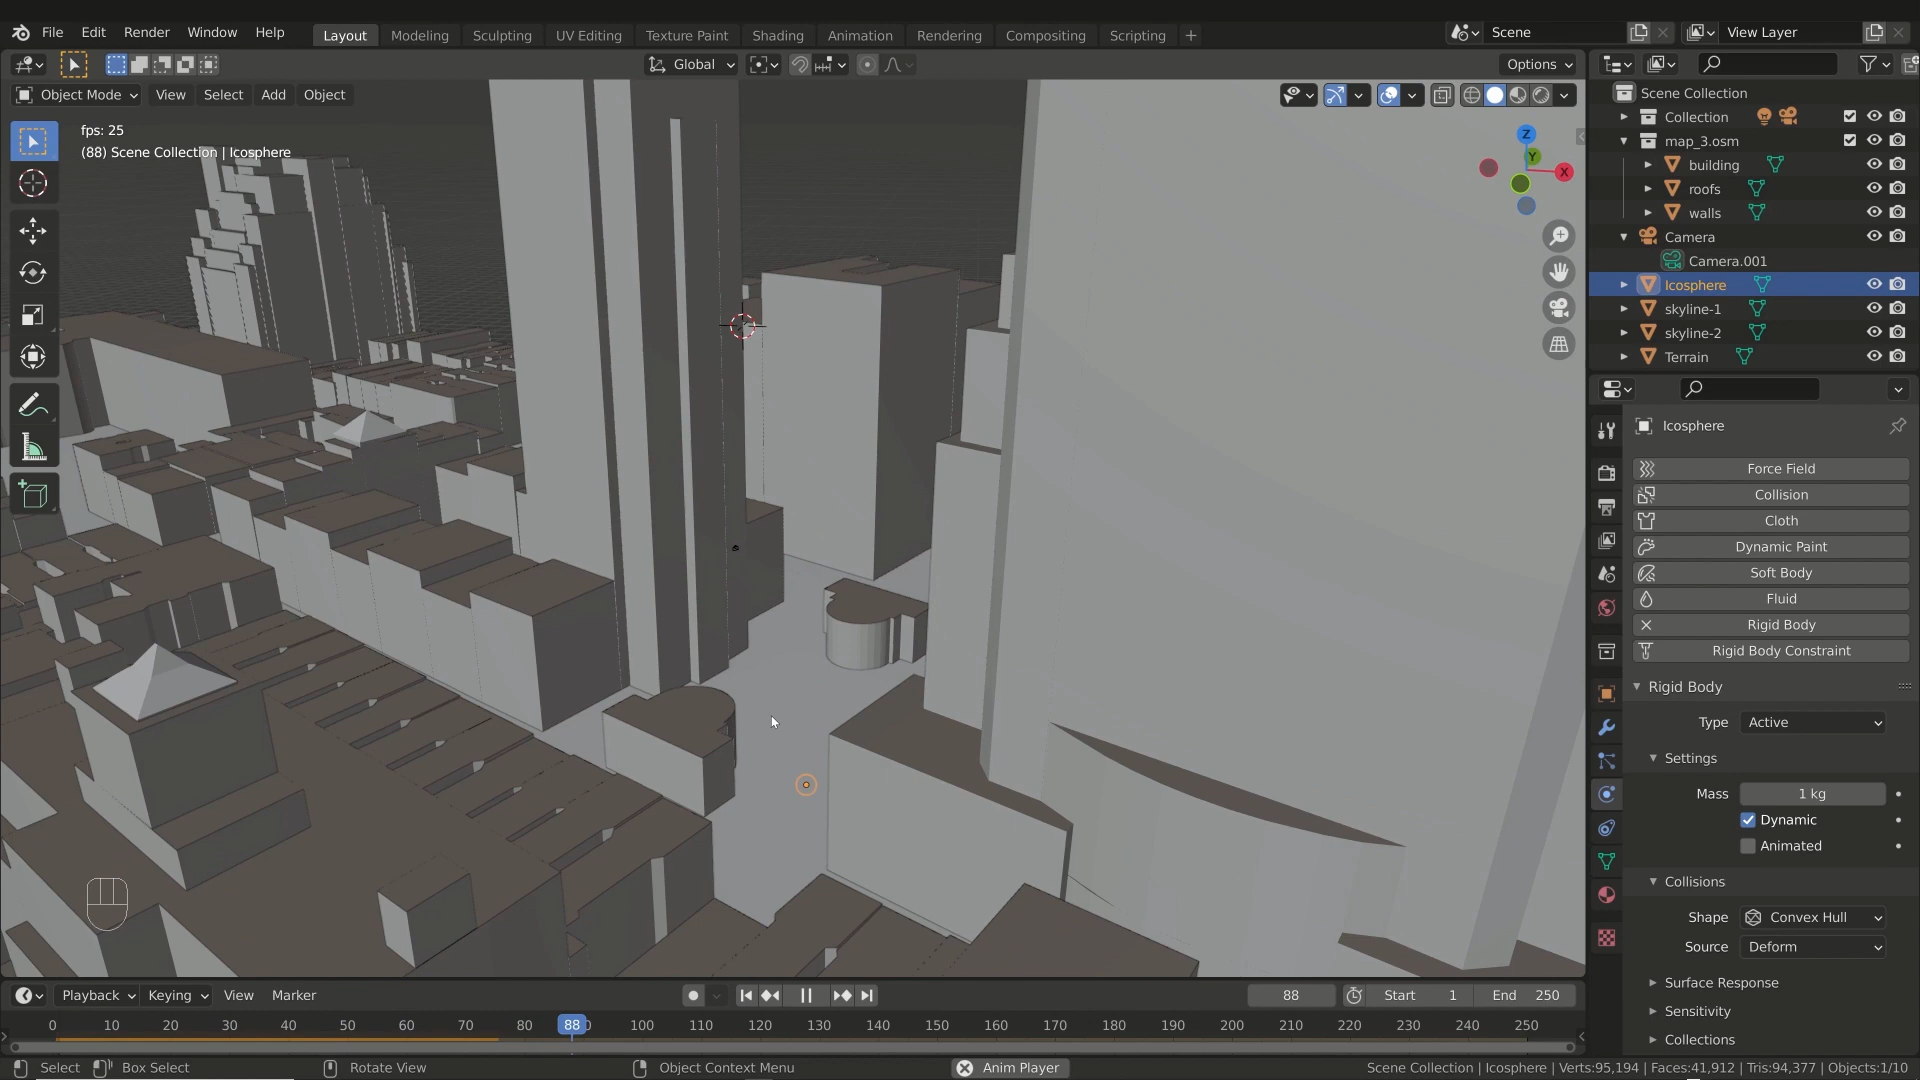 File Edit Render Window Help Layout Modeling Sculpting UV Editing Texture Paint Shading Animation Rendering Compositing Scripting + Scene View Layer
Global Options
Object Mode View Select Add Object
fps: 25
(88) Scene Collection | Icosphere
Z
Y
X
Scene Collection
Collection
map_3.osm
building
roofs
walls
Camera
Camera.001
Icosphere
skyline-1
skyline-2
Terrain
Icosphere
Force Field
Collision
Cloth
Dynamic Paint
Soft Body
Fluid
Rigid Body
Rigid Body Constraint
Rigid Body
Type Active
Settings
Mass 1 kg
Dynamic
Animated
Collisions
Shape Convex Hull
Source Deform
Surface Response
Sensitivity
Collections
Playback Keying View Marker 88 Start 1 End 250
0 10 20 30 40 50 60 70 80 88 100 110 120 130 140 150 160 170 180 190 200 210 220 230 240 250
Select Box Select Rotate View Object Context Menu Anim Player Scene Collection | Icosphere | Verts:95,194 | Faces:41,912 | Tris:94,377 | Objects:1/10